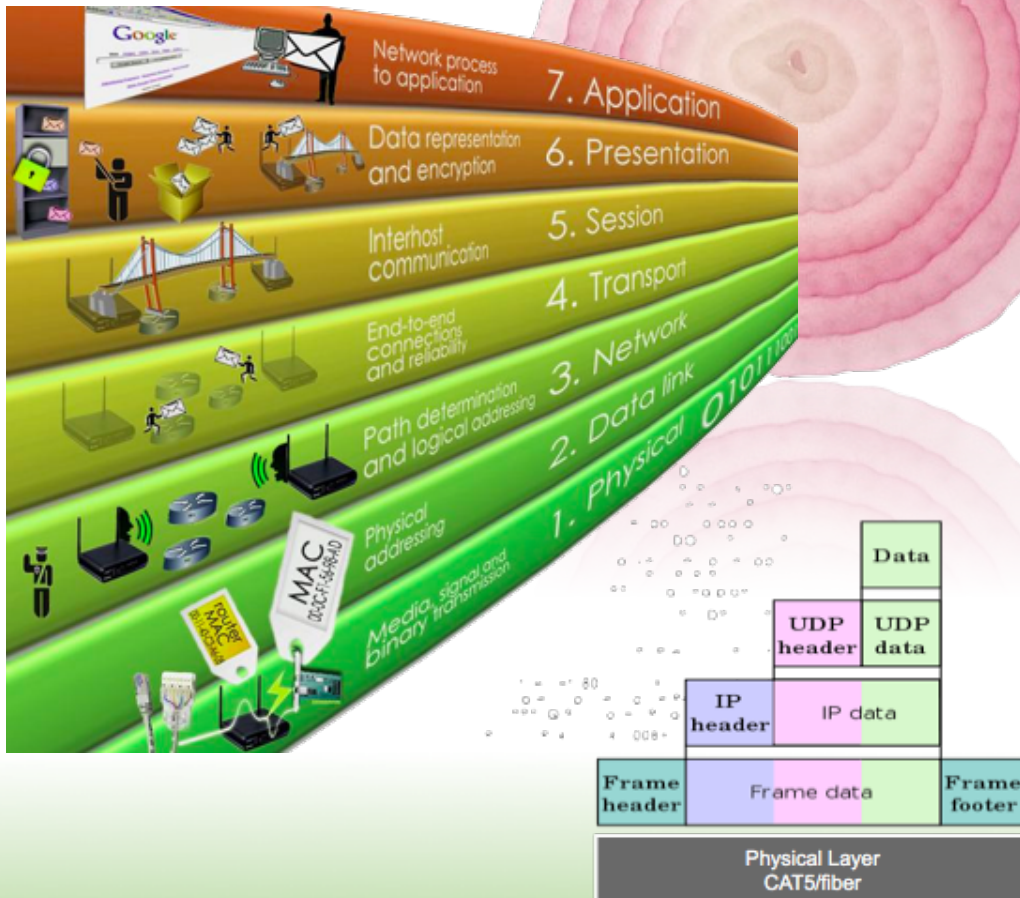 Google
Network process
to application
7. Application
Data representation
and encryption
6. Presentation
Interhost
communication
5. Session
End-to-end
connections
and reliability
4. Transport
Path determination
and logical addressing
3. Network
Physical
addressing
2. Data link
Media, signal and
binary transmission
1. Physical
MAC
router
MAC
Data
UDP
header
UDP
data
IP
header
IP data
Frame
header
Frame data
Frame
footer
Physical Layer
CAT5/fiber